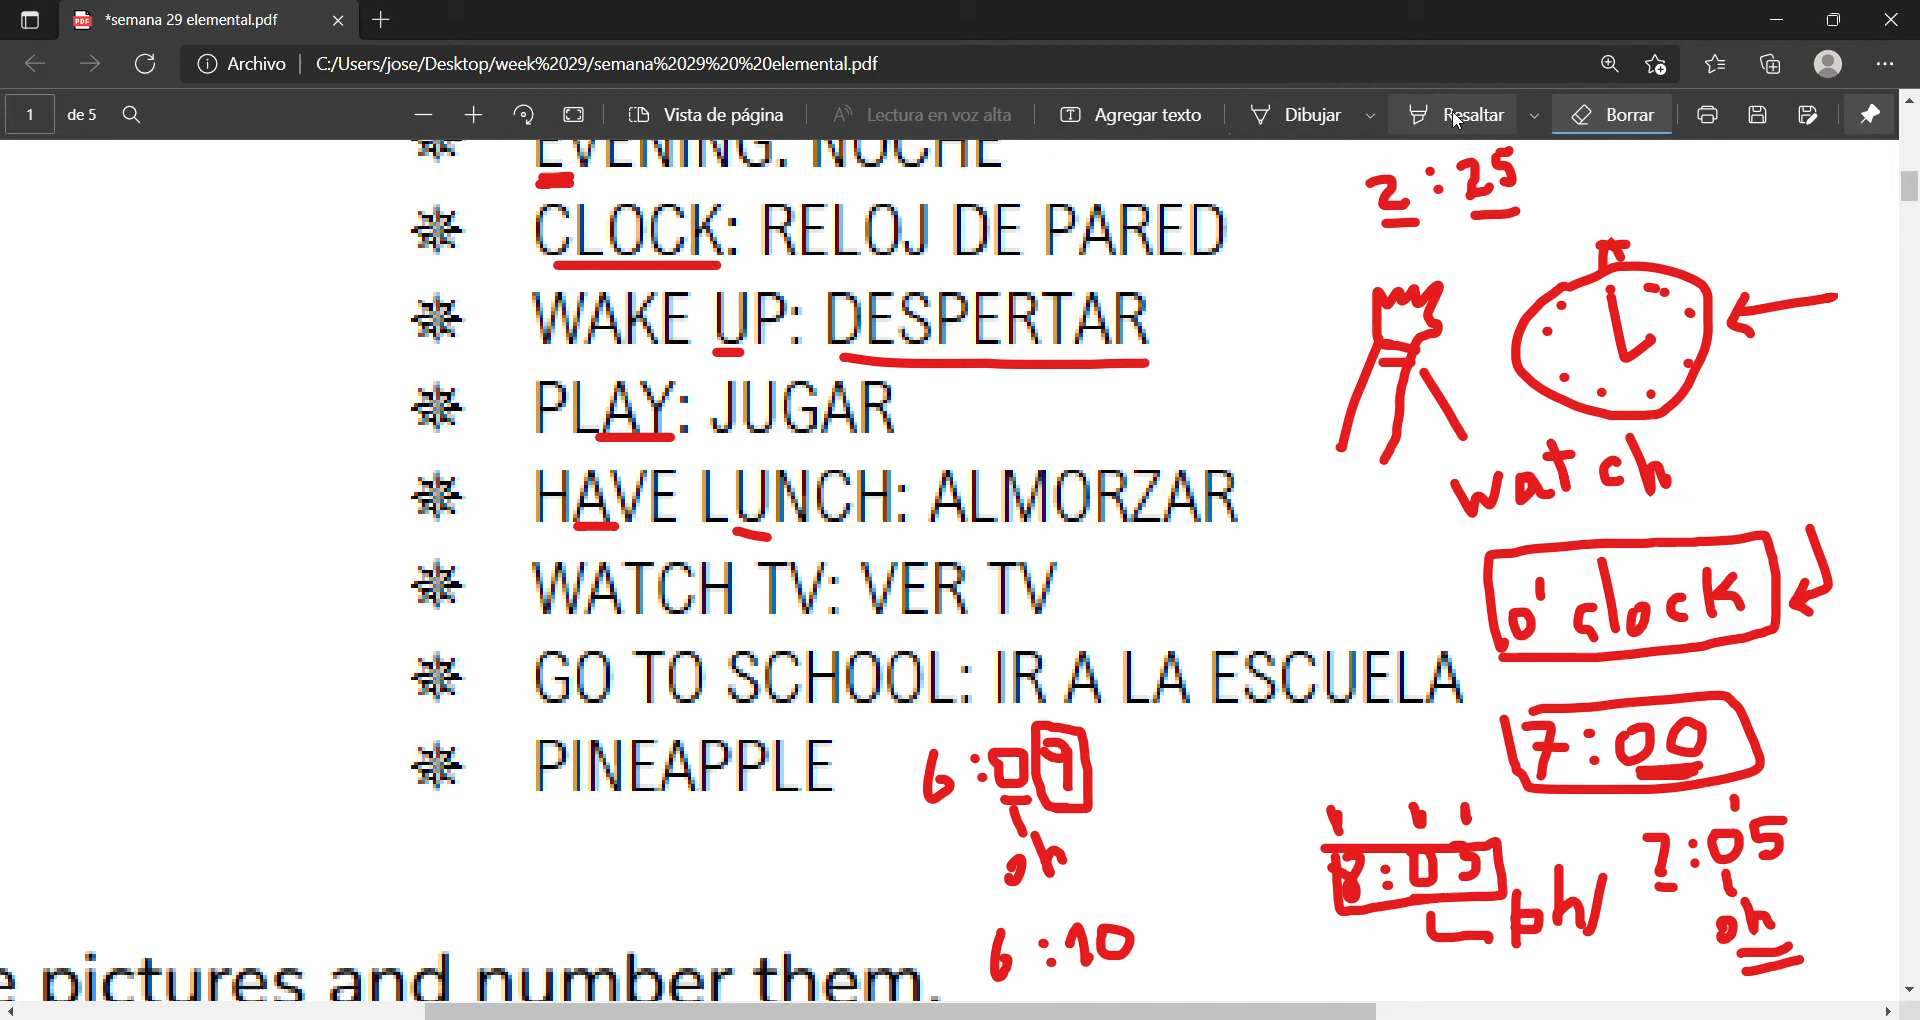 *semana 29 elemental.pdf
Archivo C:/Users/jose/Desktop/week%2029/semana%2029%20%20elemental.pdf
1 de 5 Vista de página Lectura en voz alta Agregar texto Dibujar Resaltar Borrar
EVENING: NOCHE
2:25
CLOCK: RELOJ DE PARED
WAKE UP: DESPERTAR
PLAY: JUGAR
watch
HAVE LUNCH: ALMORZAR
WATCH TV: VER TV
o'clock
GO TO SCHOOL: IR A LA ESCUELA
7:00
PINEAPPLE
6:09
oh
8:05
7:05
oh
6:10
e pictures and number them.